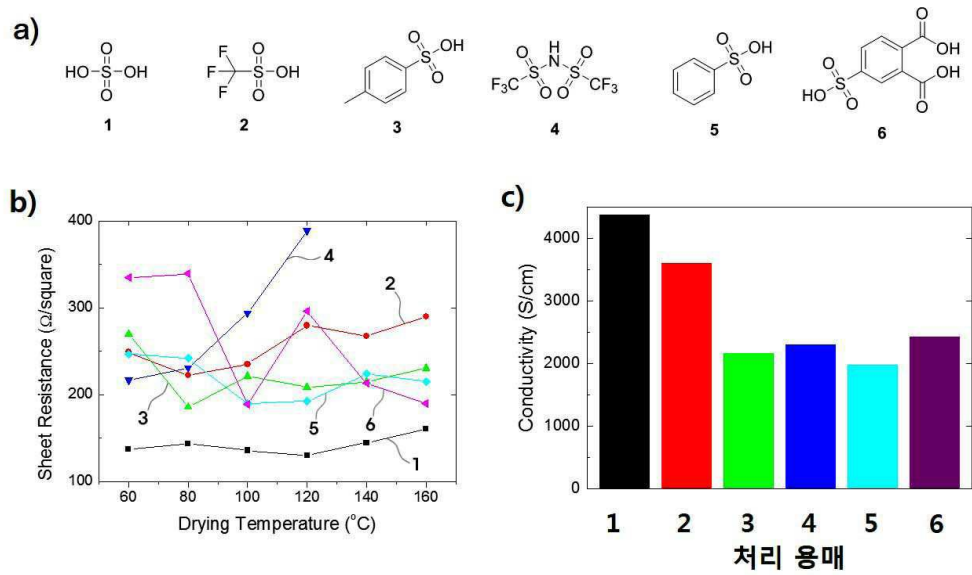 a)
HO S OH
O
O
1
F
F
F
S OH
O
O
2
O
S OH
O
3
H
N
O O
S S
F3C O O CF3
4
O OH
S
O
5
O
OH
OH
O
O
S
HO O
6
b)
400
300
200
100
Sheet Resistance (Ω/square)
1
2
3
4
5
6
60 80 100 120 140 160
Drying Temperature (°C)
c)
4000
3000
2000
1000
0
Conductivity (S/cm)
1 2 3 4 5 6
처리 용매